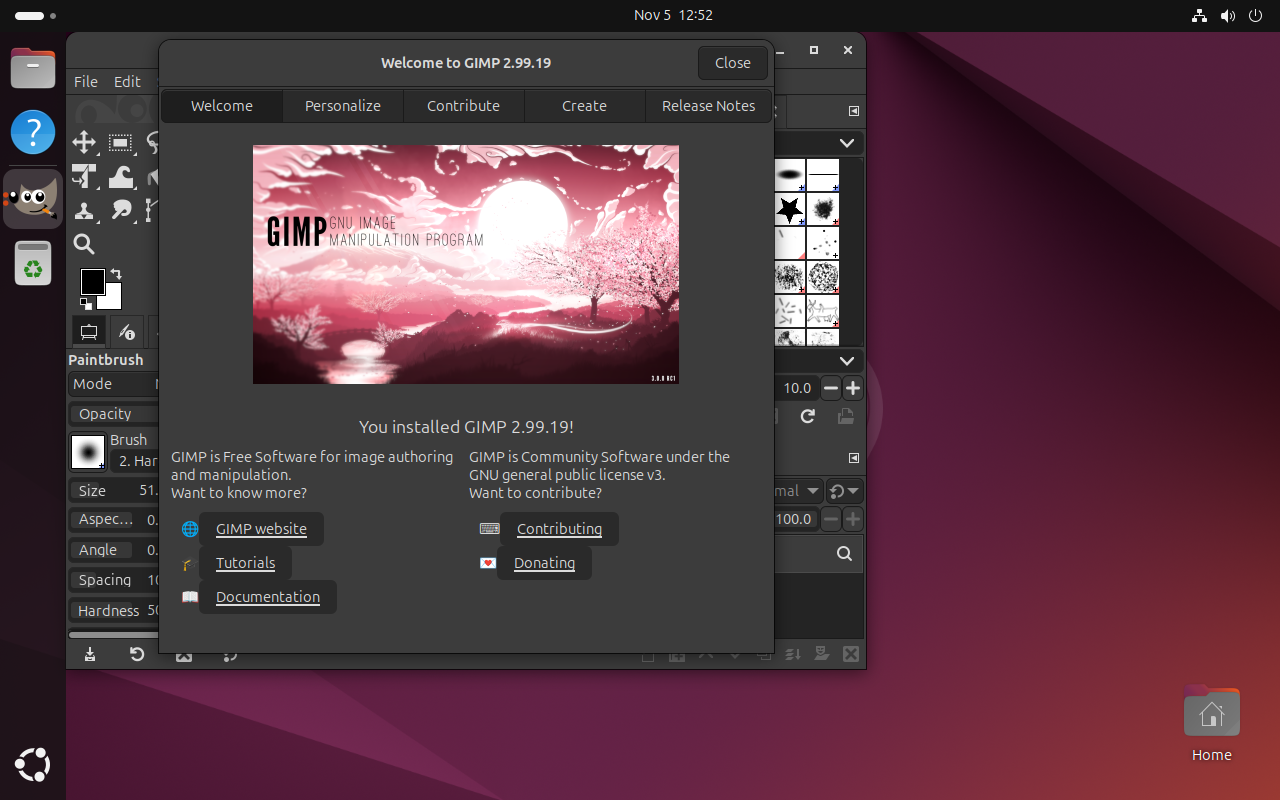 Nov 5 12:52
Welcome to GIMP 2.99.19
Close
File Edit
Welcome Personalize Contribute Create Release Notes
GIMP GNU IMAGE
MANIPULATION PROGRAM
3.0.0 RC1
Paintbrush
Mode
Opacity
Brush
2. Har
Size 51.
Aspec... 0.
Angle 0.
Spacing 10
Hardness 50
10.0
mal
100.0
You installed GIMP 2.99.19!
GIMP is Free Software for image authoring
and manipulation.
Want to know more?
GIMP website
Tutorials
Documentation
GIMP is Community Software under the
GNU general public license v3.
Want to contribute?
Contributing
Donating
Home